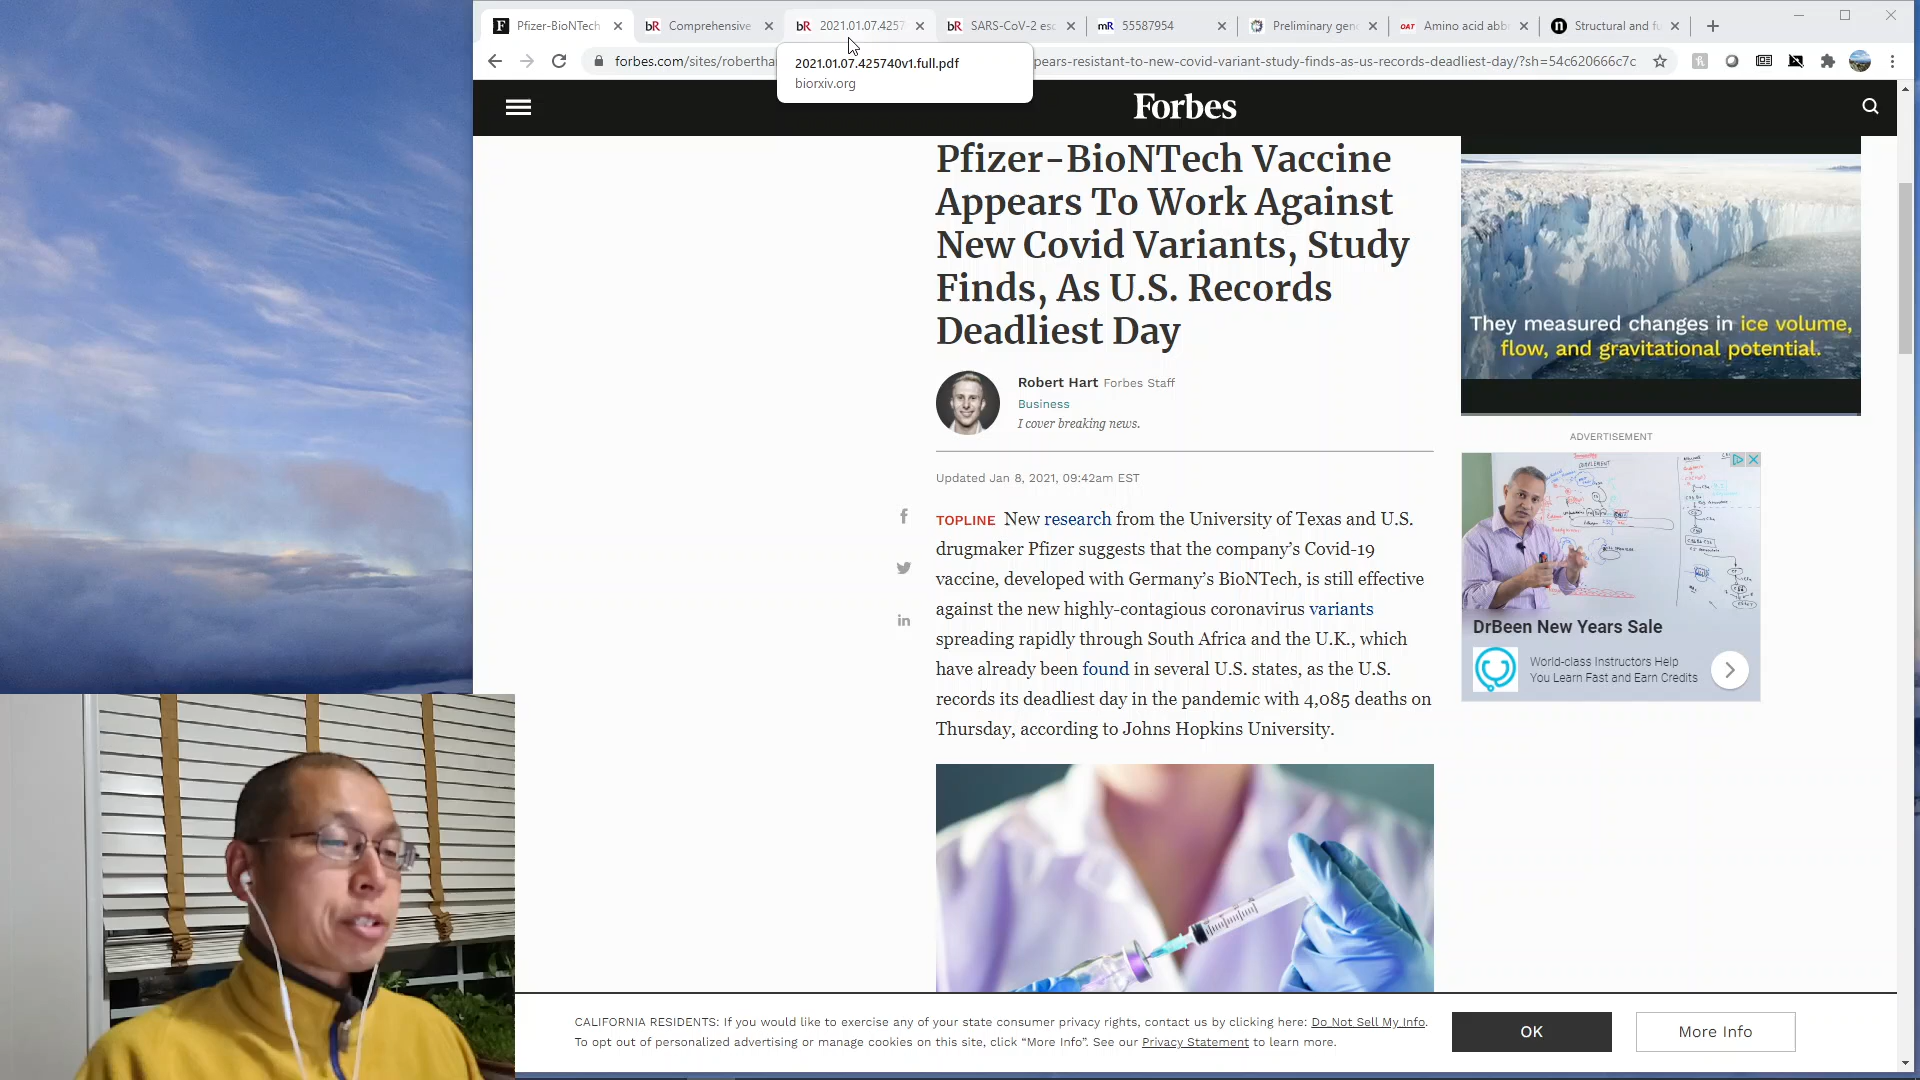 Pfizer-BioNTech
Comprehensive
2021.01.07.4257
SARS-CoV-2 esc
55587954
Preliminary gen
Amino acid abb
Structural and fu
forbes.com/sites/robertha
pears-resistant-to-new-covid-variant-study-finds-as-us-records-deadliest-day/?sh=54c620666c7c
2021.01.07.425740v1.full.pdf
biorxiv.org
Forbes
Pfizer-BioNTech Vaccine
Appears To Work Against
New Covid Variants, Study
Finds, As U.S. Records
Deadliest Day
Robert Hart Forbes Staff
Business
I cover breaking news.
Updated Jan 8, 2021, 09:42am EST
TOPLINE New research from the University of Texas and U.S.
drugmaker Pfizer suggests that the company's Covid-19
vaccine, developed with Germany's BioNTech, is still effective
against the new highly-contagious coronavirus variants
spreading rapidly through South Africa and the U.K., which
have already been found in several U.S. states, as the U.S.
records its deadliest day in the pandemic with 4,085 deaths on
Thursday, according to Johns Hopkins University.
They measured changes in ice volume,
flow, and gravitational potential.
ADVERTISEMENT
COMPLEMENT
DrBeen New Years Sale
World-class Instructors Help
You Learn Fast and Earn Credits
CALIFORNIA RESIDENTS: If you would like to exercise any of your state consumer privacy rights, contact us by clicking here: Do Not Sell My Info.
To opt out of personalized advertising or manage cookies on this site, click “More Info”. See our Privacy Statement to learn more.
OK
More Info